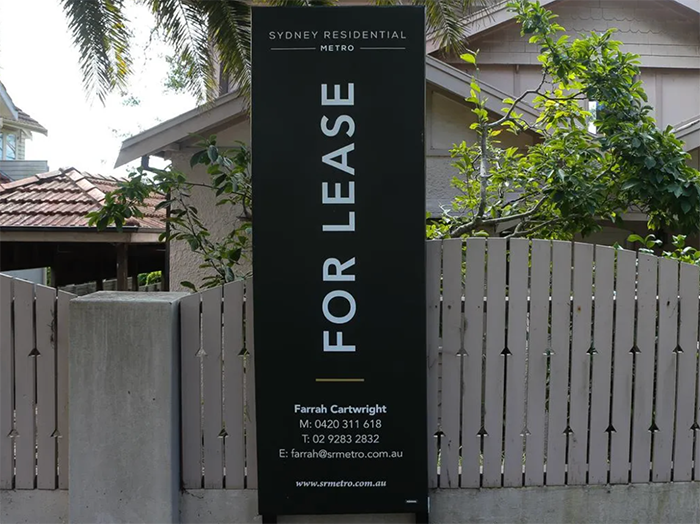 SYDNEY RESIDENTIAL
METRO
FOR LEASE
Farrah Cartwright
M: 0420 311 618
T: 02 9283 2832
E: farrah@srmetro.com.au
www.srmetro.com.au